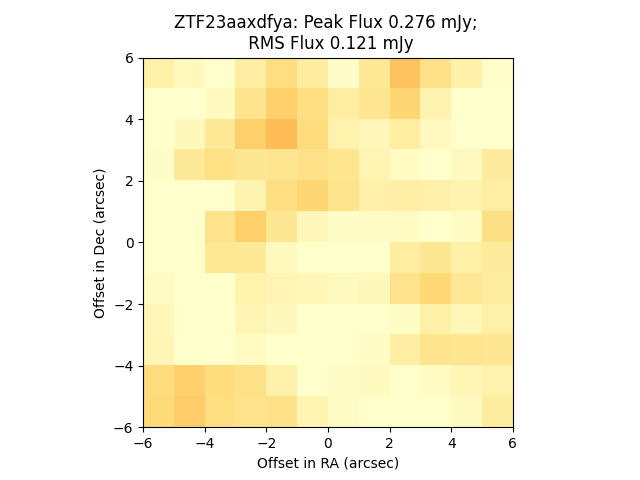 ZTF23aaxdfya: Peak Flux 0.276 mJy;
RMS Flux 0.121 mJy
6
4
2
0
−2
−4
−6
Offset in Dec (arcsec)
−6 −4 −2 0 2 4 6
Offset in RA (arcsec)